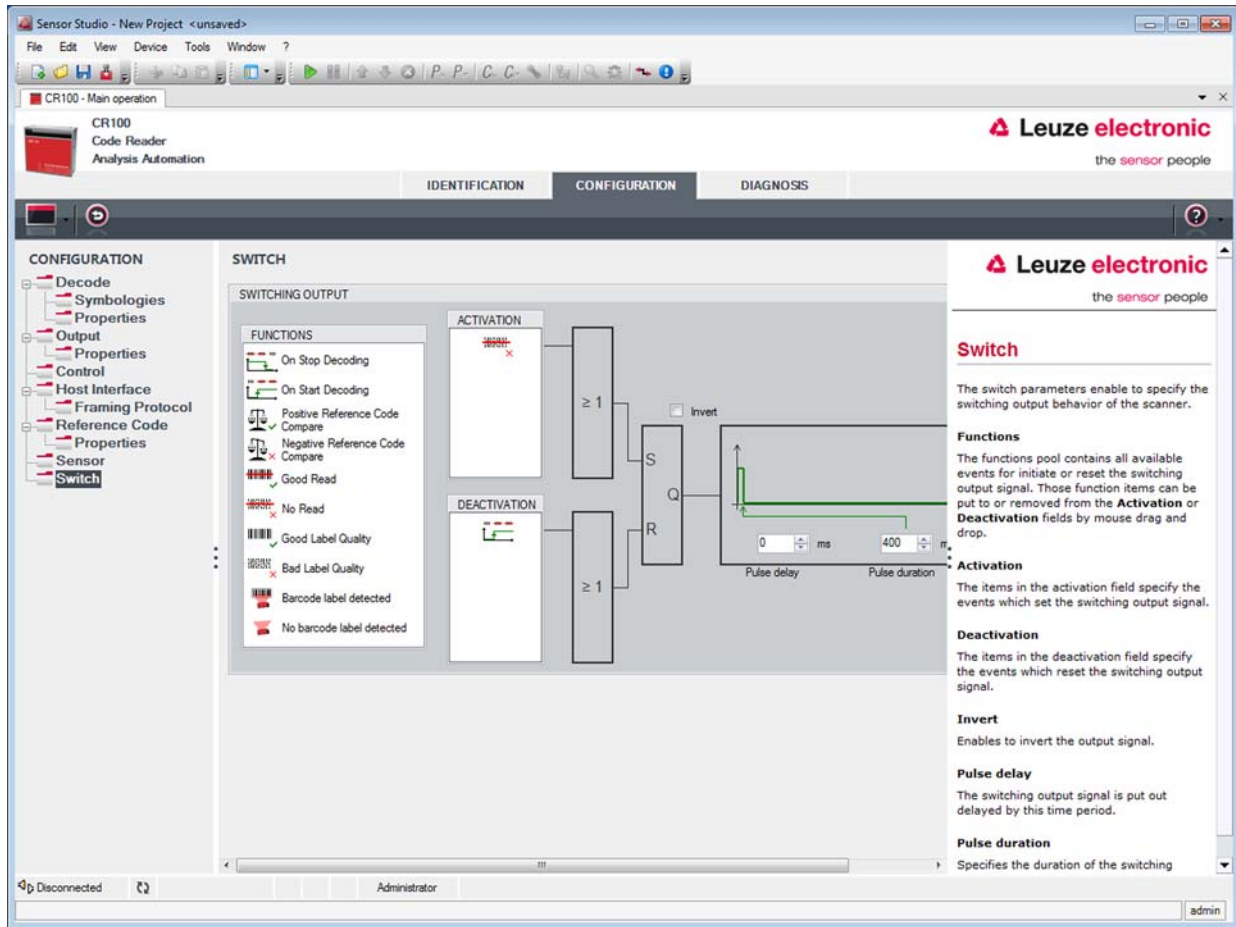 Sensor Studio - New Project <unsaved>
File Edit View Device Tools Window ?
P- P- C- C-
CR100 - Main operation
CR100
Code Reader
Analysis Automation
Leuze electronic
the sensor people
IDENTIFICATION CONFIGURATION DIAGNOSIS
CONFIGURATION
Decode
Symbologies
Properties
Output
Properties
Control
Host Interface
Framing Protocol
Reference Code
Properties
Sensor
Switch
SWITCH
SWITCHING OUTPUT
FUNCTIONS
On Stop Decoding
On Start Decoding
Positive Reference Code
Compare
Negative Reference Code
Compare
Good Read
No Read
Good Label Quality
Bad Label Quality
Barcode label detected
No barcode label detected
ACTIVATION
≥ 1
DEACTIVATION
≥ 1
Invert
S
Q
R
0 ms
400 m
Pulse delay
Pulse duration
Leuze electronic
the sensor people
Switch
The switch parameters enable to specify the
switching output behavior of the scanner.
Functions
The functions pool contains all available
events for initiate or reset the switching
output signal. Those function items can be
put to or removed from the Activation or
Deactivation fields by mouse drag and
drop.
Activation
The items in the activation field specify the
events which set the switching output signal.
Deactivation
The items in the deactivation field specify
the events which reset the switching output
signal.
Invert
Enables to invert the output signal.
Pulse delay
The switching output signal is put out
delayed by this time period.
Pulse duration
Specifies the duration of the switching
Disconnected
Administrator
admin